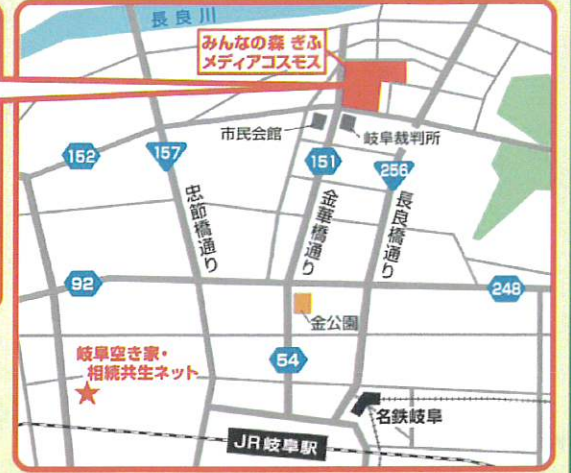 長良川
みんなの森 ぎふ
メディアコスモス
市民会館
岐阜裁判所
152
157
151
256
忠節橋通り
金華橋通り
長良橋通り
92
248
金公園
岐阜空き家・
相続共生ネット
54
名鉄岐阜
JR岐阜駅